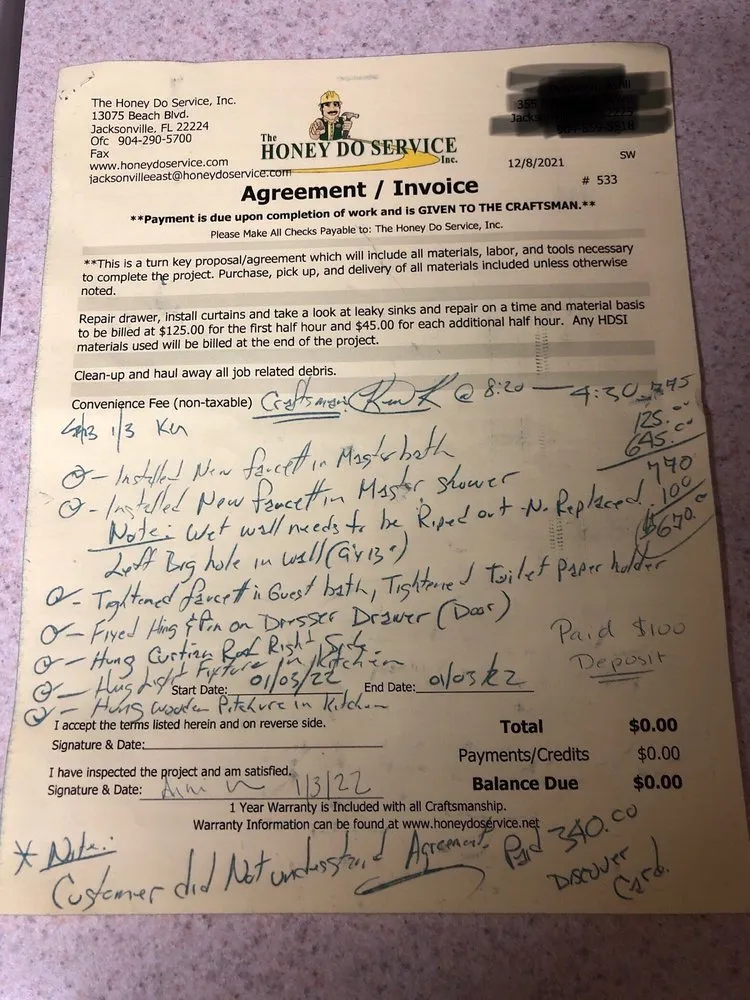 The Honey Do Service, Inc.
13075 Beach Blvd.
Jacksonville, FL 22224
Ofc 904-290-5700
Fax
www.honeydoservice.com
jacksonvilleeast@honeydoservice.com
The
HONEY DO SERVICE
Inc.
355
Jacks
12/8/2021
SW
# 533
Agreement / Invoice
**Payment is due upon completion of work and is GIVEN TO THE CRAFTSMAN.**
Please Make All Checks Payable to: The Honey Do Service, Inc.
**This is a turn key proposal/agreement which will include all materials, labor, and tools necessary
to complete the project. Purchase, pick up, and delivery of all materials included unless otherwise
noted.
Repair drawer, install curtains and take a look at leaky sinks and repair on a time and material basis
to be billed at $125.00 for the first half hour and $45.00 for each additional half hour. Any HDSI
materials used will be billed at the end of the project.
Clean-up and haul away all job related debris.
Convenience Fee (non-taxable) Craftsman @ 8:20 — 4:30
125.00
645.00
770
100
$670.00
1/3 Ken
- Installed New faucet in Master bath
- Installed New faucet in Master shower
Note: Wet wall needs to be Riped out - N. Replaced
Left Big hole in wall
- Tightened faucet in Guest bath, Tightened Toilet Paper holder
- Fixed Hing & Pin on Dresser Drawer (Door)
- Hung Curtian Rod Right Side
- Hung Light Fixture in Kitchen
- Hung wooden Pitchure in Kitchen
Paid $100
Deposit
Start Date: 01/03/22 End Date: 01/03/22
I accept the terms listed herein and on reverse side.
Signature & Date:
I have inspected the project and am satisfied.
Signature & Date: 1/3/22
Total $0.00
Payments/Credits $0.00
Balance Due $0.00
1 Year Warranty is Included with all Craftsmanship.
Warranty Information can be found at www.honeydoservice.net
* Note:
Customer did Not understand Agreement.
Paid 340.00
Discover
Card.